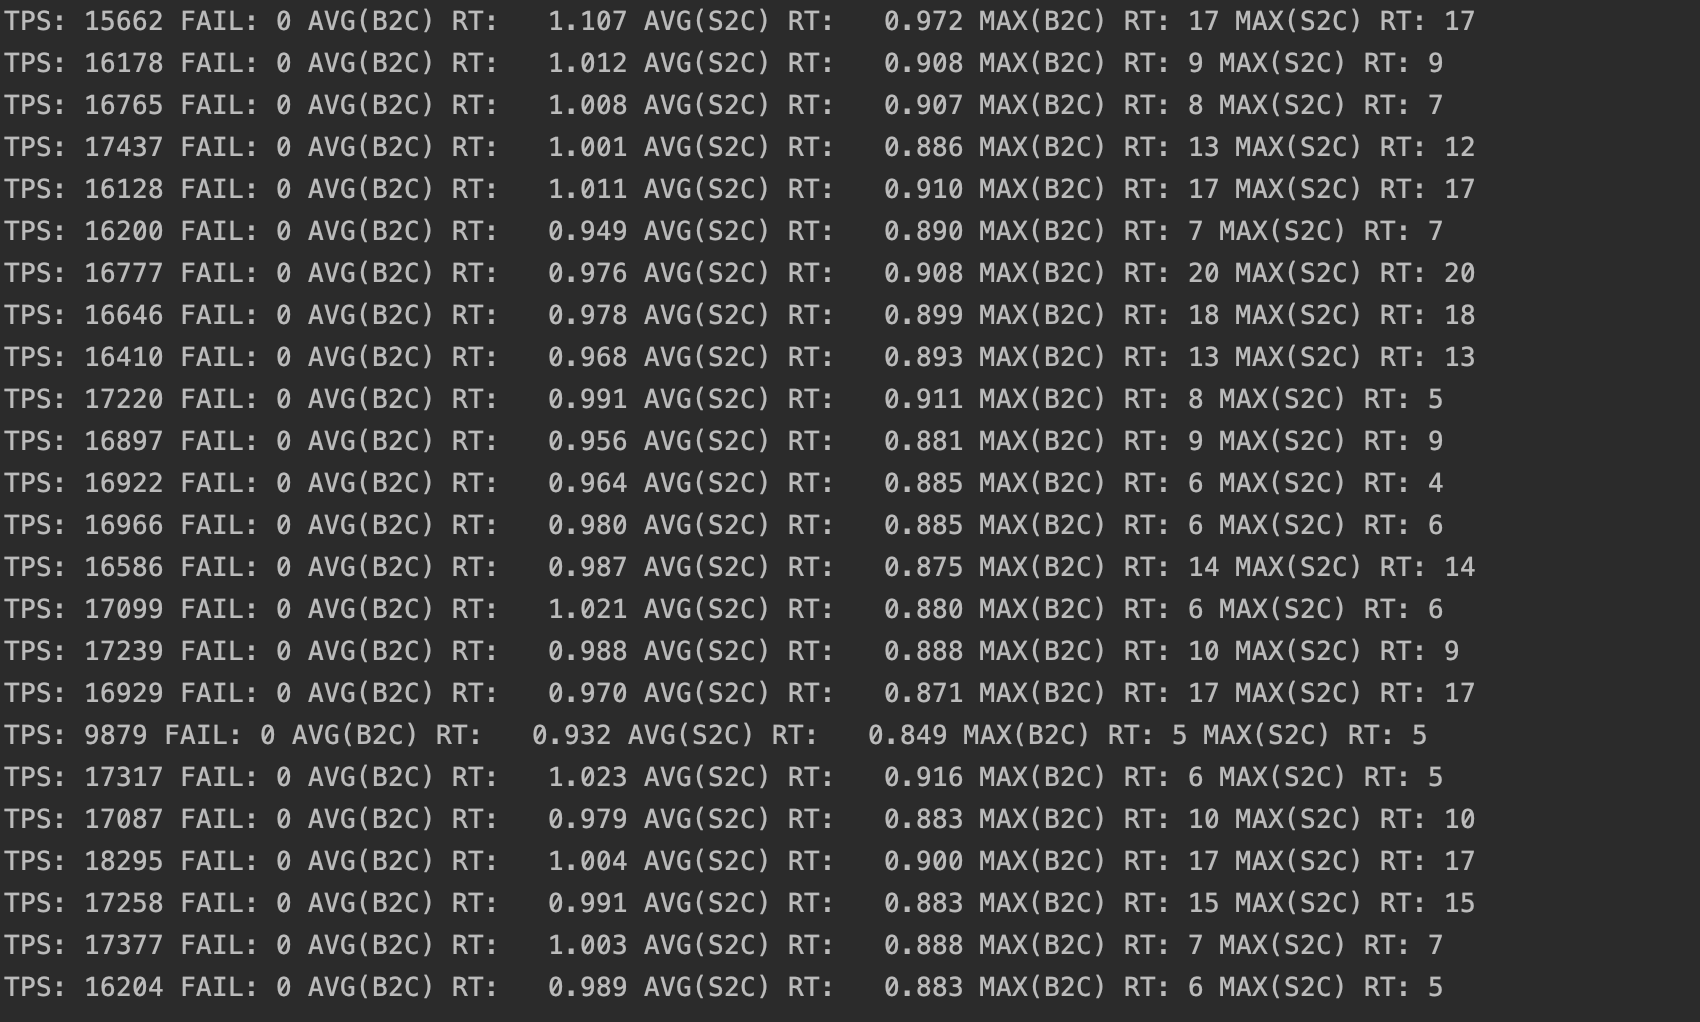 TPS: 15662 FAIL: 0 AVG(B2C) RT:   1.107 AVG(S2C) RT:   0.972 MAX(B2C) RT: 17 MAX(S2C) RT: 17
TPS: 16178 FAIL: 0 AVG(B2C) RT:   1.012 AVG(S2C) RT:   0.908 MAX(B2C) RT: 9 MAX(S2C) RT: 9
TPS: 16765 FAIL: 0 AVG(B2C) RT:   1.008 AVG(S2C) RT:   0.907 MAX(B2C) RT: 8 MAX(S2C) RT: 7
TPS: 17437 FAIL: 0 AVG(B2C) RT:   1.001 AVG(S2C) RT:   0.886 MAX(B2C) RT: 13 MAX(S2C) RT: 12
TPS: 16128 FAIL: 0 AVG(B2C) RT:   1.011 AVG(S2C) RT:   0.910 MAX(B2C) RT: 17 MAX(S2C) RT: 17
TPS: 16200 FAIL: 0 AVG(B2C) RT:   0.949 AVG(S2C) RT:   0.890 MAX(B2C) RT: 7 MAX(S2C) RT: 7
TPS: 16777 FAIL: 0 AVG(B2C) RT:   0.976 AVG(S2C) RT:   0.908 MAX(B2C) RT: 20 MAX(S2C) RT: 20
TPS: 16646 FAIL: 0 AVG(B2C) RT:   0.978 AVG(S2C) RT:   0.899 MAX(B2C) RT: 18 MAX(S2C) RT: 18
TPS: 16410 FAIL: 0 AVG(B2C) RT:   0.968 AVG(S2C) RT:   0.893 MAX(B2C) RT: 13 MAX(S2C) RT: 13
TPS: 17220 FAIL: 0 AVG(B2C) RT:   0.991 AVG(S2C) RT:   0.911 MAX(B2C) RT: 8 MAX(S2C) RT: 5
TPS: 16897 FAIL: 0 AVG(B2C) RT:   0.956 AVG(S2C) RT:   0.881 MAX(B2C) RT: 9 MAX(S2C) RT: 9
TPS: 16922 FAIL: 0 AVG(B2C) RT:   0.964 AVG(S2C) RT:   0.885 MAX(B2C) RT: 6 MAX(S2C) RT: 4
TPS: 16966 FAIL: 0 AVG(B2C) RT:   0.980 AVG(S2C) RT:   0.885 MAX(B2C) RT: 6 MAX(S2C) RT: 6
TPS: 16586 FAIL: 0 AVG(B2C) RT:   0.987 AVG(S2C) RT:   0.875 MAX(B2C) RT: 14 MAX(S2C) RT: 14
TPS: 17099 FAIL: 0 AVG(B2C) RT:   1.021 AVG(S2C) RT:   0.880 MAX(B2C) RT: 6 MAX(S2C) RT: 6
TPS: 17239 FAIL: 0 AVG(B2C) RT:   0.988 AVG(S2C) RT:   0.888 MAX(B2C) RT: 10 MAX(S2C) RT: 9
TPS: 16929 FAIL: 0 AVG(B2C) RT:   0.970 AVG(S2C) RT:   0.871 MAX(B2C) RT: 17 MAX(S2C) RT: 17
TPS: 9879 FAIL: 0 AVG(B2C) RT:   0.932 AVG(S2C) RT:   0.849 MAX(B2C) RT: 5 MAX(S2C) RT: 5
TPS: 17317 FAIL: 0 AVG(B2C) RT:   1.023 AVG(S2C) RT:   0.916 MAX(B2C) RT: 6 MAX(S2C) RT: 5
TPS: 17087 FAIL: 0 AVG(B2C) RT:   0.979 AVG(S2C) RT:   0.883 MAX(B2C) RT: 10 MAX(S2C) RT: 10
TPS: 18295 FAIL: 0 AVG(B2C) RT:   1.004 AVG(S2C) RT:   0.900 MAX(B2C) RT: 17 MAX(S2C) RT: 17
TPS: 17258 FAIL: 0 AVG(B2C) RT:   0.991 AVG(S2C) RT:   0.883 MAX(B2C) RT: 15 MAX(S2C) RT: 15
TPS: 17377 FAIL: 0 AVG(B2C) RT:   1.003 AVG(S2C) RT:   0.888 MAX(B2C) RT: 7 MAX(S2C) RT: 7
TPS: 16204 FAIL: 0 AVG(B2C) RT:   0.989 AVG(S2C) RT:   0.883 MAX(B2C) RT: 6 MAX(S2C) RT: 5